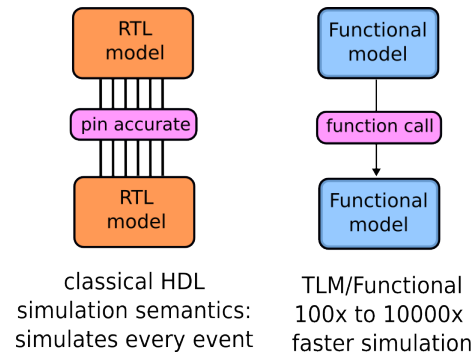 RTL
model
pin accurate
RTL
model
classical HDL
simulation semantics:
simulates every event
Functional
model
function call
Functional
model
TLM/Functional
100x to 10000x
faster simulation